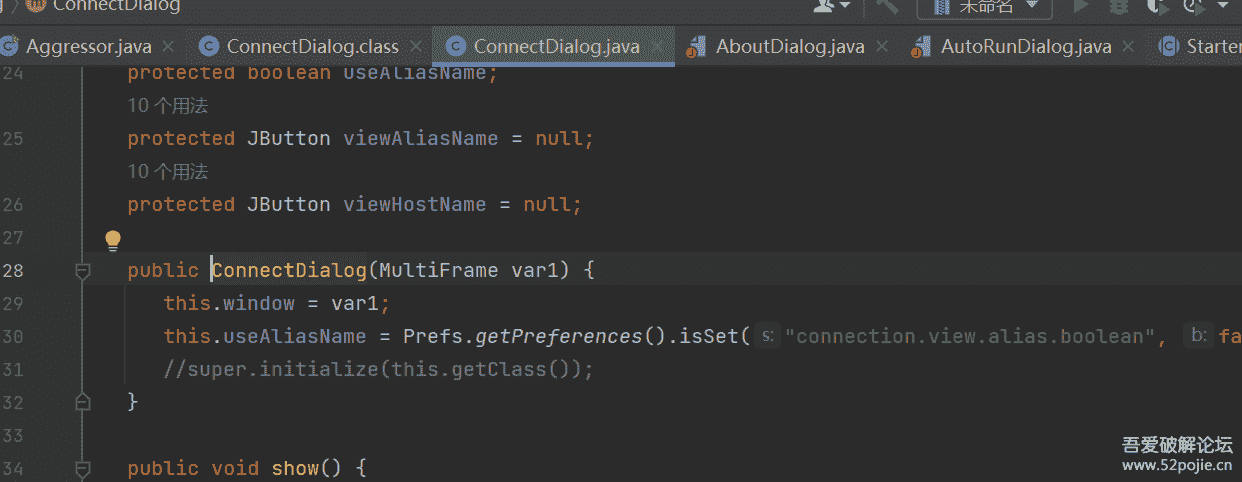 ConnectDialog
未命名
Aggressor.java ConnectDialog.class ConnectDialog.java AboutDialog.java AutoRunDialog.java Starter
24 protected boolean useAliasName;
10 个用法
25 protected JButton viewAliasName = null;
10 个用法
26 protected JButton viewHostName = null;
27
28 public ConnectDialog(MultiFrame var1) {
29 this.window = var1;
30 this.useAliasName = Prefs.getPreferences().isSet( s: "connection.view.alias.boolean", b: fa
31 //super.initialize(this.getClass());
32 }
33
34 public void show() {
吾爱破解论坛
www.52pojie.cn